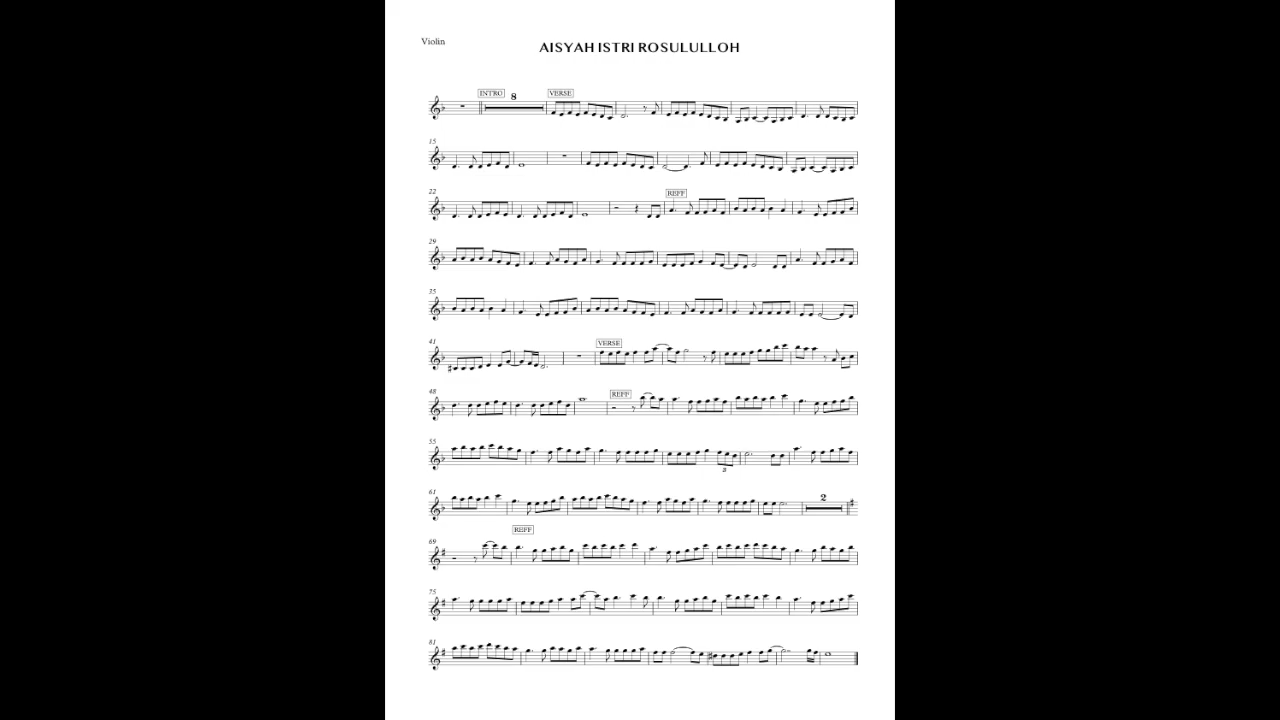 Violin
AISYAH ISTRI ROSULULLOH
INTRO 8 VERSE
15
22 REFF
29
35
41 VERSE
48 REFF
55
3
61 2
69 REFF
75
81